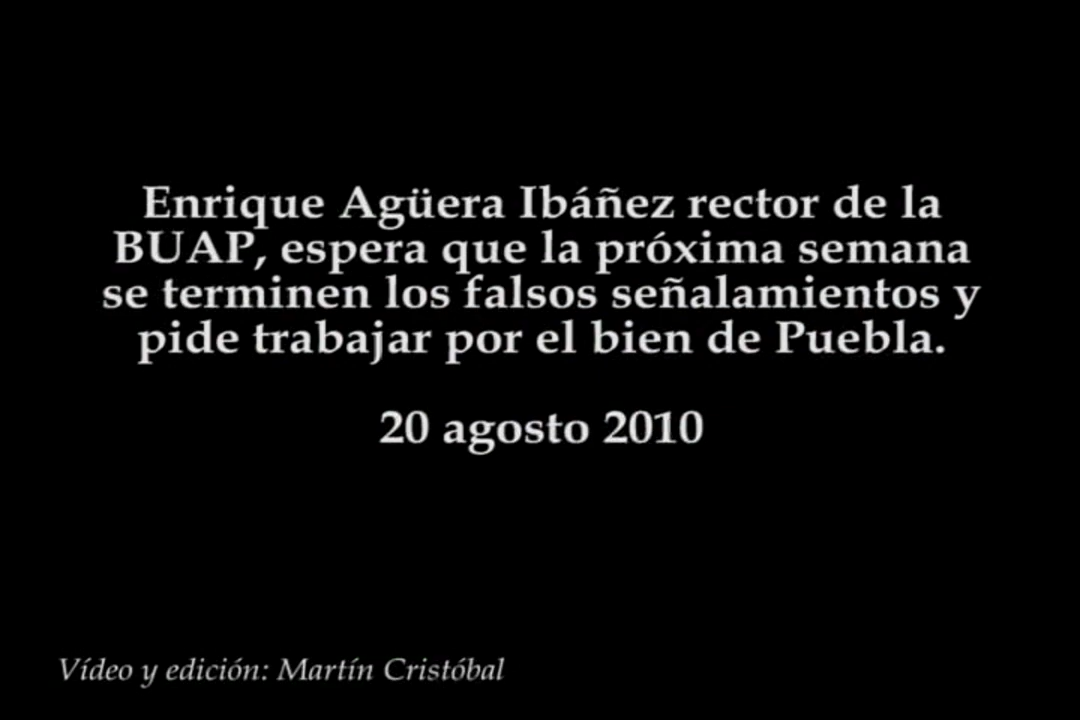 Enrique Agüera Ibáñez rector de la
BUAP, espera que la próxima semana
se terminen los falsos señalamientos y
pide trabajar por el bien de Puebla.
20 agosto 2010
Vídeo y edición: Martín Cristóbal